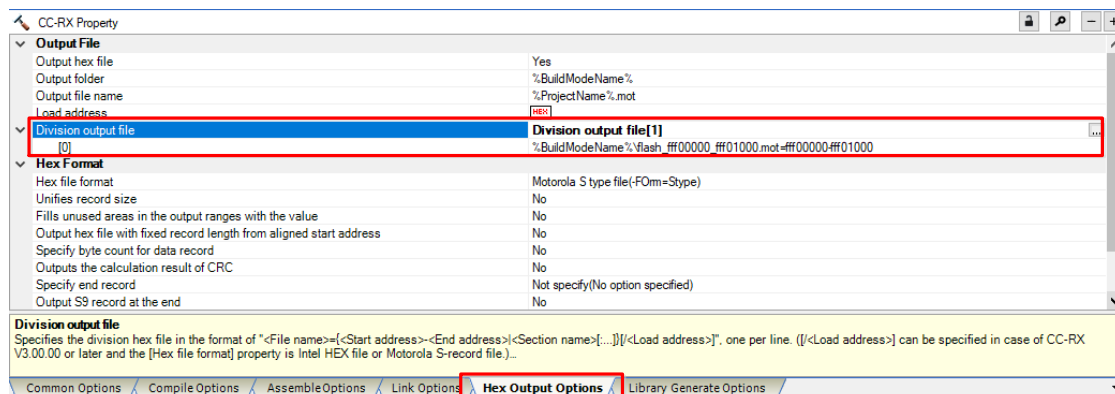 CC-RX Property
Output File
Output hex file Yes
Output folder %BuildModeName%
Output file name %ProjectName%.mot
Load address HEX
Division output file Division output file[1] ...
[0] %BuildModeName%\flash_fff00000_fff01000.mot=fff00000-fff01000
Hex Format
Hex file format Motorola S type file(-FOrm=Stype)
Unifies record size No
Fills unused areas in the output ranges with the value No
Output hex file with fixed record length from aligned start address No
Specify byte count for data record No
Outputs the calculation result of CRC No
Specify end record Not specify(No option specified)
Output S9 record at the end No
Division output file
Specifies the division hex file in the format of "<File name>={<Start address>-<End address>|<Section name>[:...]}[/<Load address>]", one per line. ([/<Load address>] can be specified in case of CC-RX
V3.00.00 or later and the [Hex file format] property is Intel HEX file or Motorola S-record file.)...
Common Options Compile Options Assemble Options Link Options Hex Output Options Library Generate Options